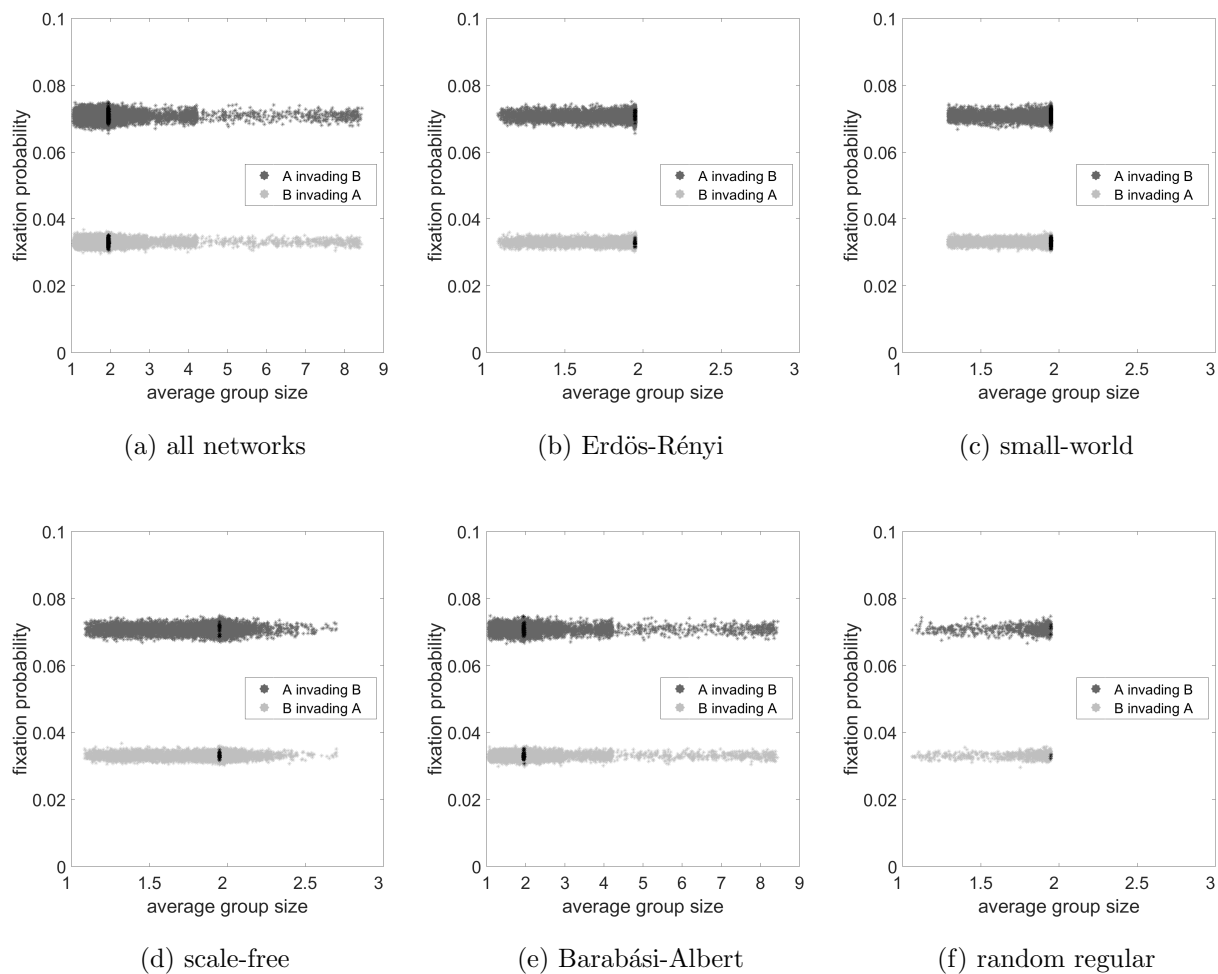 0.1
0.08
0.06
0.04
0.02
0
fixation probability
A invading B
B invading A
1 2 3 4 5 6 7 8 9
average group size
(a) all networks
0.1
0.08
0.06
0.04
0.02
0
fixation probability
A invading B
B invading A
1 1.5 2 2.5 3
average group size
(b) Erdös-Rényi
0.1
0.08
0.06
0.04
0.02
0
fixation probability
A invading B
B invading A
1 1.5 2 2.5 3
average group size
(c) small-world
0.1
0.08
0.06
0.04
0.02
0
fixation probability
A invading B
B invading A
1 1.5 2 2.5 3
average group size
(d) scale-free
0.1
0.08
0.06
0.04
0.02
0
fixation probability
A invading B
B invading A
1 2 3 4 5 6 7 8 9
average group size
(e) Barabási-Albert
0.1
0.08
0.06
0.04
0.02
0
fixation probability
A invading B
B invading A
1 1.5 2 2.5 3
average group size
(f) random regular